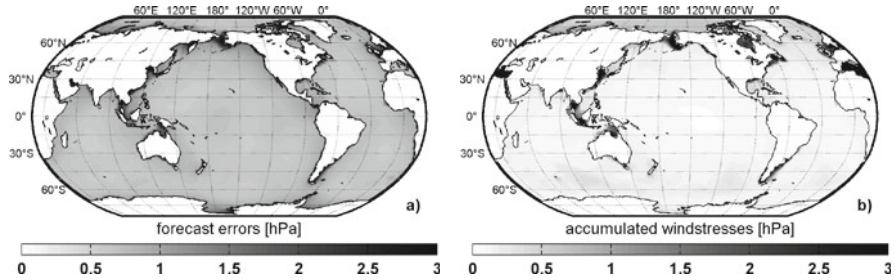 60°E 120°E 180° 120°W 60°W 0°
60°N
30°N
0°
30°S
60°S
a)
forecast errors [hPa]
0 0.5 1 1.5 2 2.5 3
60°E 120°E 180° 120°W 60°W 0°
60°N
30°N
0°
30°S
60°S
b)
accumulated windstresses [hPa]
0 0.5 1 1.5 2 2.5 3